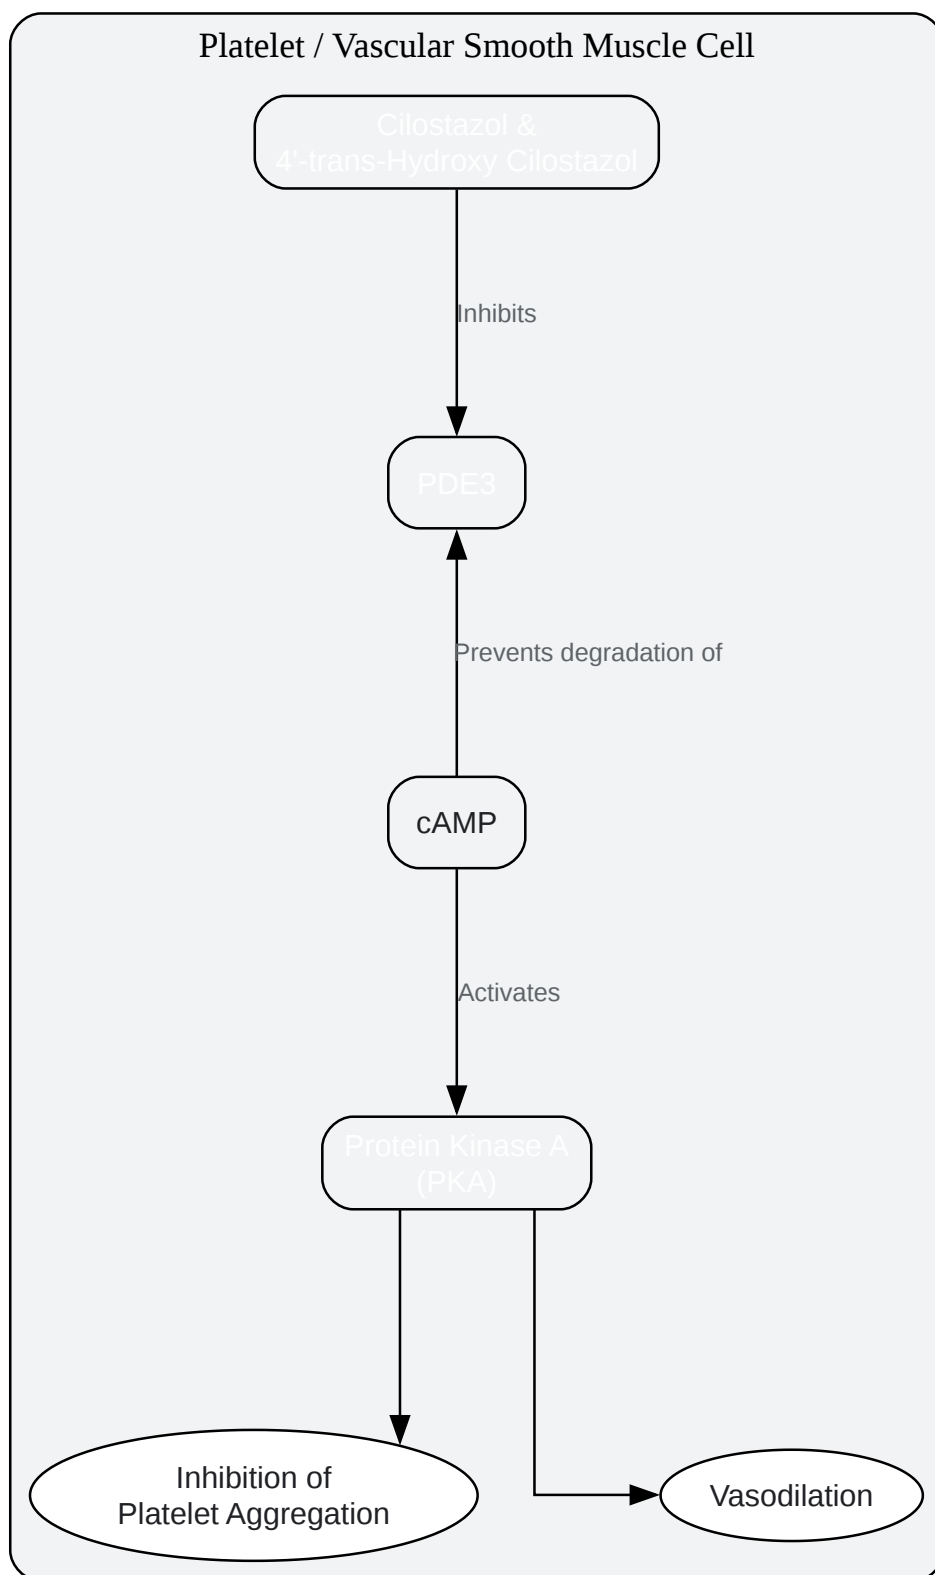 Platelet / Vascular Smooth Muscle Cell
Cilostazol &
4'-trans-Hydroxy Cilostazol
Inhibits
PDE3
Prevents degradation of
cAMP
Activates
Protein Kinase A
(PKA)
Inhibition of
Platelet Aggregation
Vasodilation